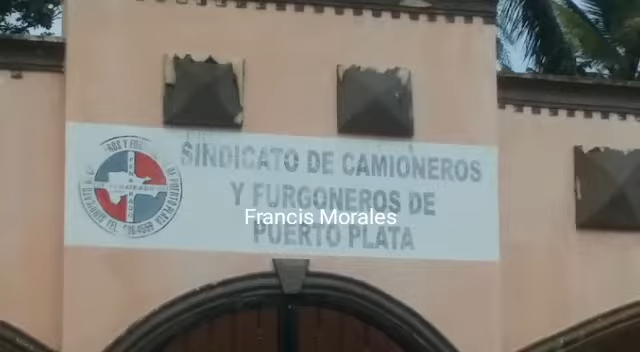 SINDICATO DE CAMIONEROS
Y FURGONEROS DE
Francis Morales
PUERTO PLATA